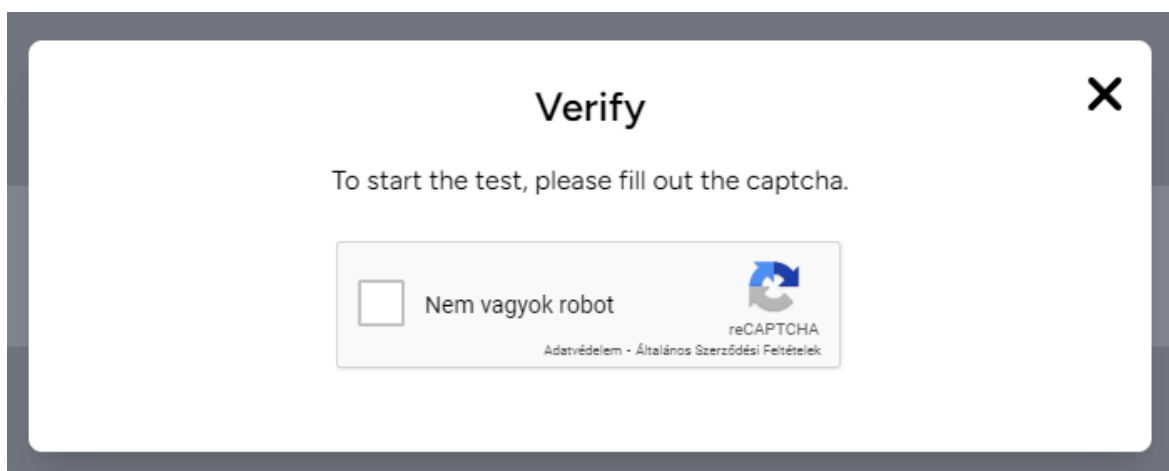 Verify
To start the test, please fill out the captcha.
Nem vagyok robot
reCAPTCHA
Adatvédelem - Általános Szerződési Feltételek